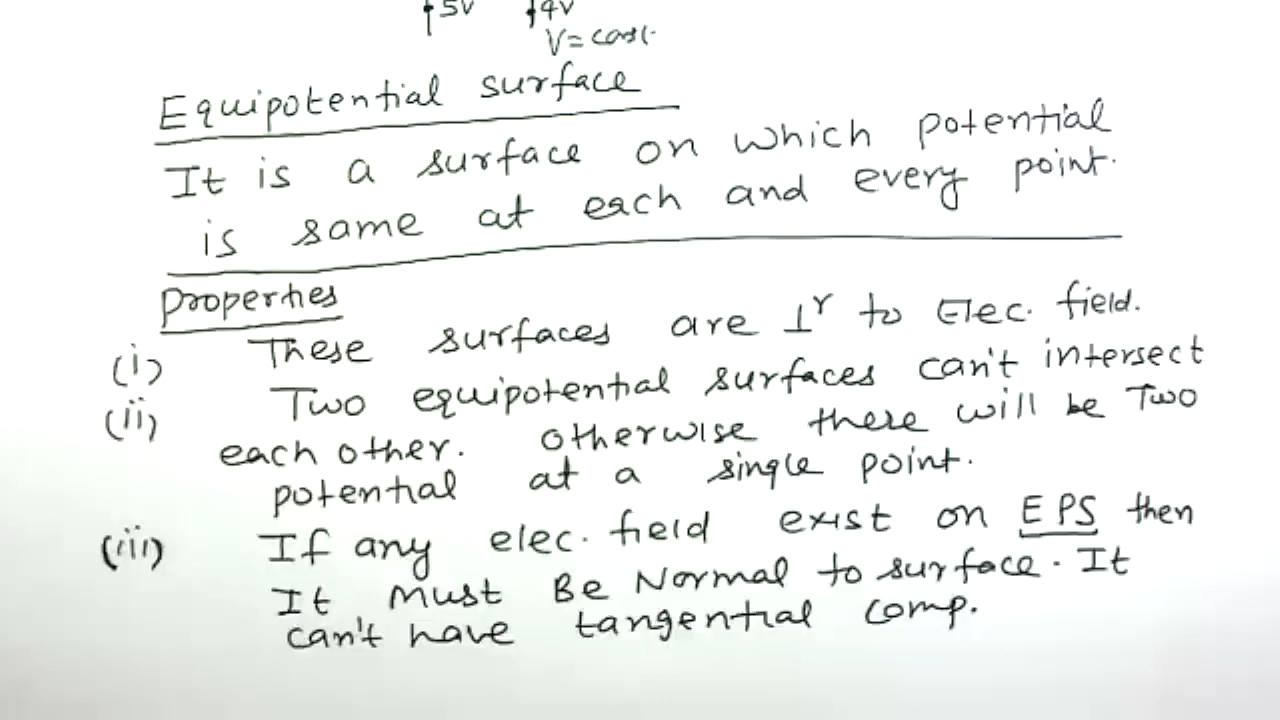 5V 4V
V = const
Equipotential surface
It is a surface on which potential
is same at each and every point.
Properties
(i) These surfaces are ⊥r to Elec. field.
(ii) Two equipotential surfaces can't intersect
each other. otherwise there will be Two
potential at a single point.
(iii) If any elec. field exist on EPS then
It Must Be Normal to surface. It
can't have tangential comp.